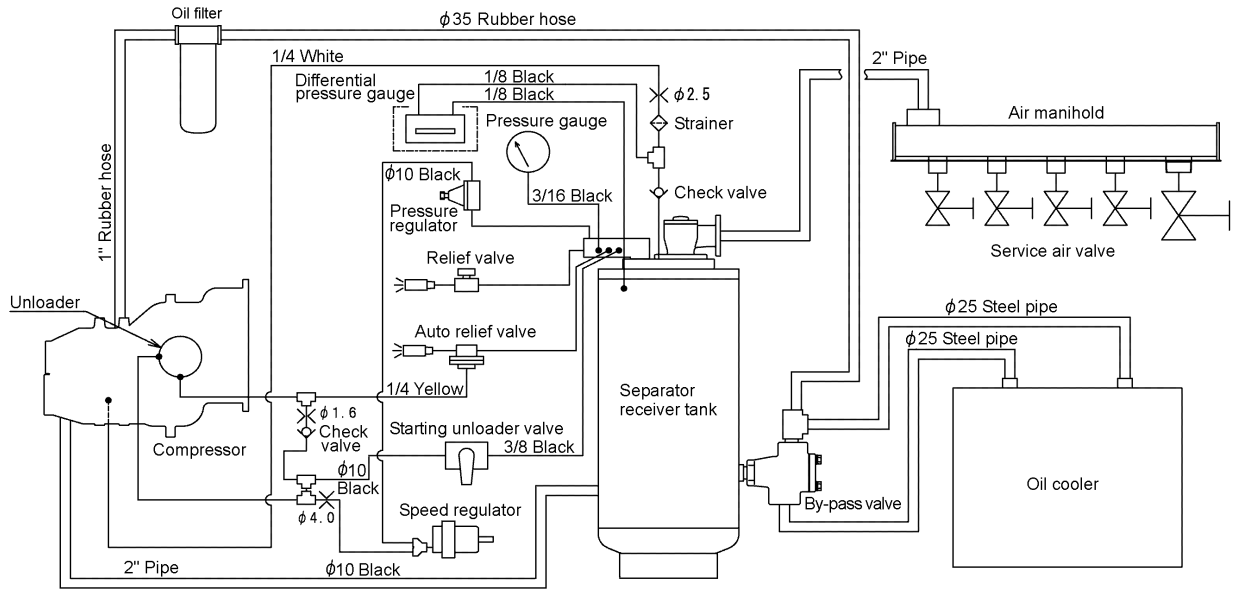 Oil filter
ϕ35 Rubber hose
1/4 White
2" Pipe
1/8 Black
Differential
pressure gauge
1/8 Black
ϕ2.5
Air manihold
Pressure gauge
Strainer
1" Rubber hose
ϕ10 Black
3/16 Black
Check valve
Pressure
regulator
Service air valve
Relief valve
Unloader
ϕ25 Steel pipe
Auto relief valve
ϕ25 Steel pipe
1/4 Yellow
Separator
receiver tank
ϕ1.6
Check
valve
Starting unloader valve
Compressor
3/8 Black
ϕ10
Black
Oil cooler
ϕ4.0
Speed regulator
By-pass valve
2" Pipe
ϕ10 Black